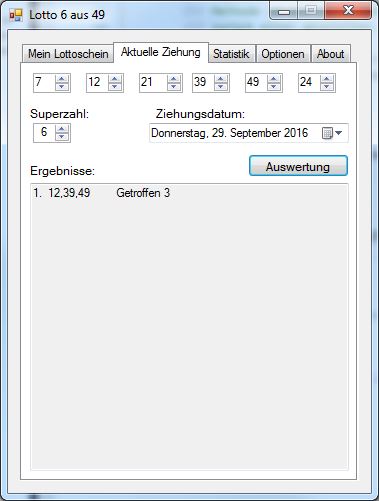 Lotto 6 aus 49
Mein Lottoschein Aktuelle Ziehung Statistik Optionen About
7 12 21 39 49 24
Superzahl: Ziehungsdatum:
6 Donnerstag, 29. September 2016
Ergebnisse: Auswertung
1. 12,39,49 Getroffen 3